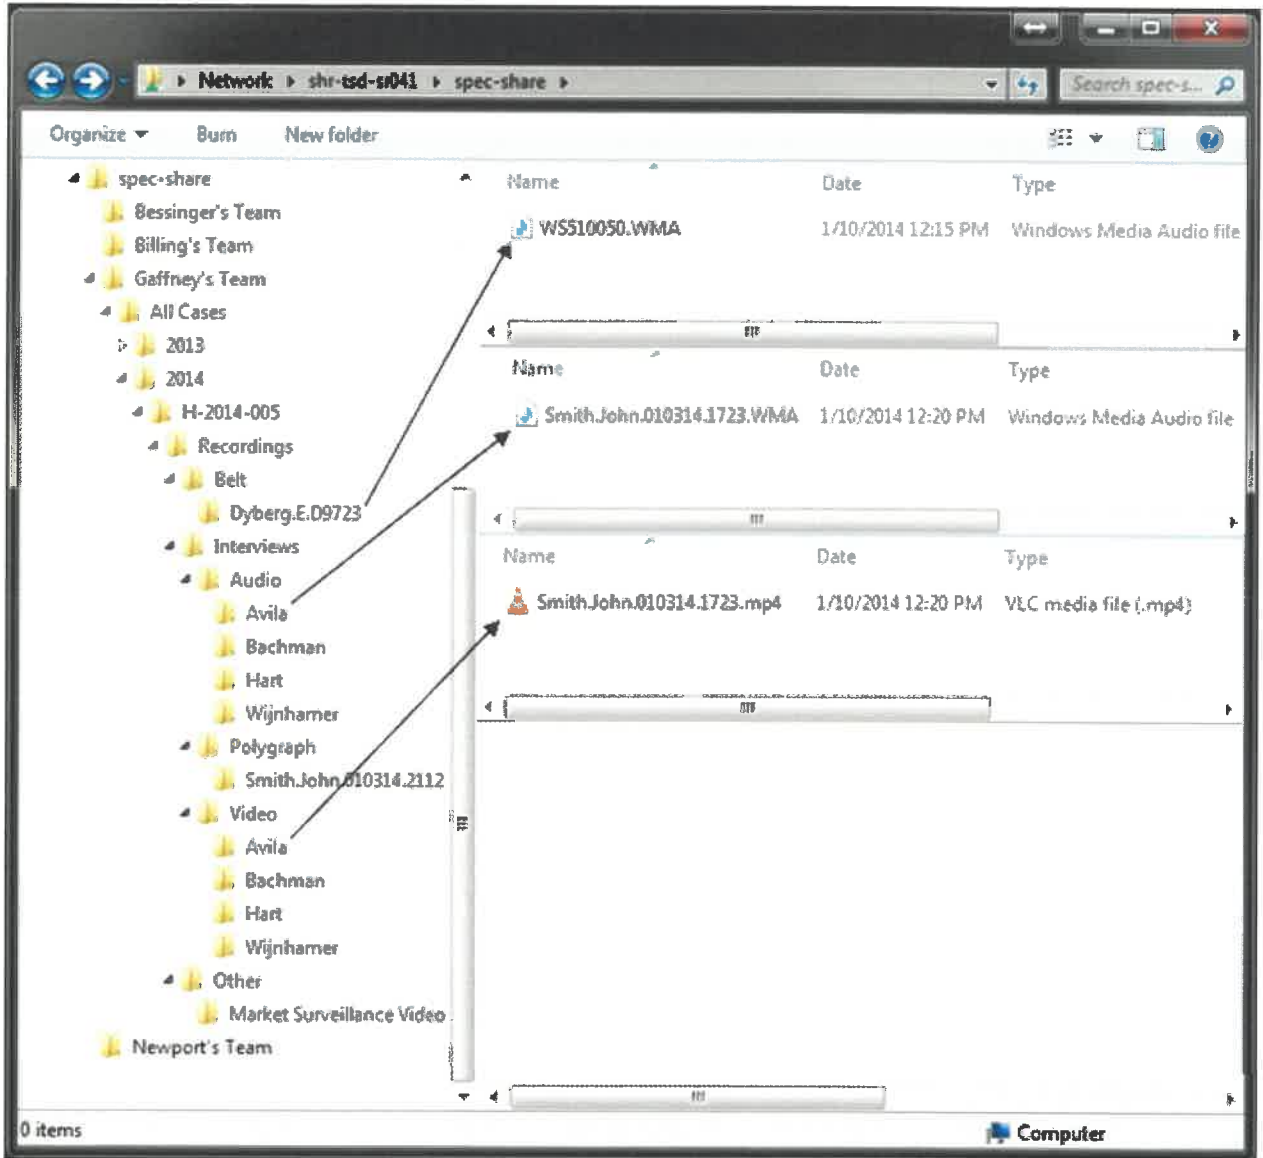 Network ▸ shr-tsd-sr041 ▸ spec-share ▸
Search spec-s...
Organize Burn New folder
spec-share
Bessinger's Team
Billing's Team
Gaffney's Team
All Cases
2013
2014
H-2014-005
Recordings
Belt
Dyberg.E.D9723
Interviews
Audio
Avila
Bachman
Hart
Wijnhamer
Polygraph
Smith.John.010314.2112
Video
Avila
Bachman
Hart
Wijnhamer
Other
Market Surveillance Video
Newport's Team
Name Date Type
WS510050.WMA 1/10/2014 12:15 PM Windows Media Audio file
Name Date Type
Smith.John.010314.1723.WMA 1/10/2014 12:20 PM Windows Media Audio file
Name Date Type
Smith.John.010314.1723.mp4 1/10/2014 12:20 PM VLC media file (.mp4)
0 items
Computer